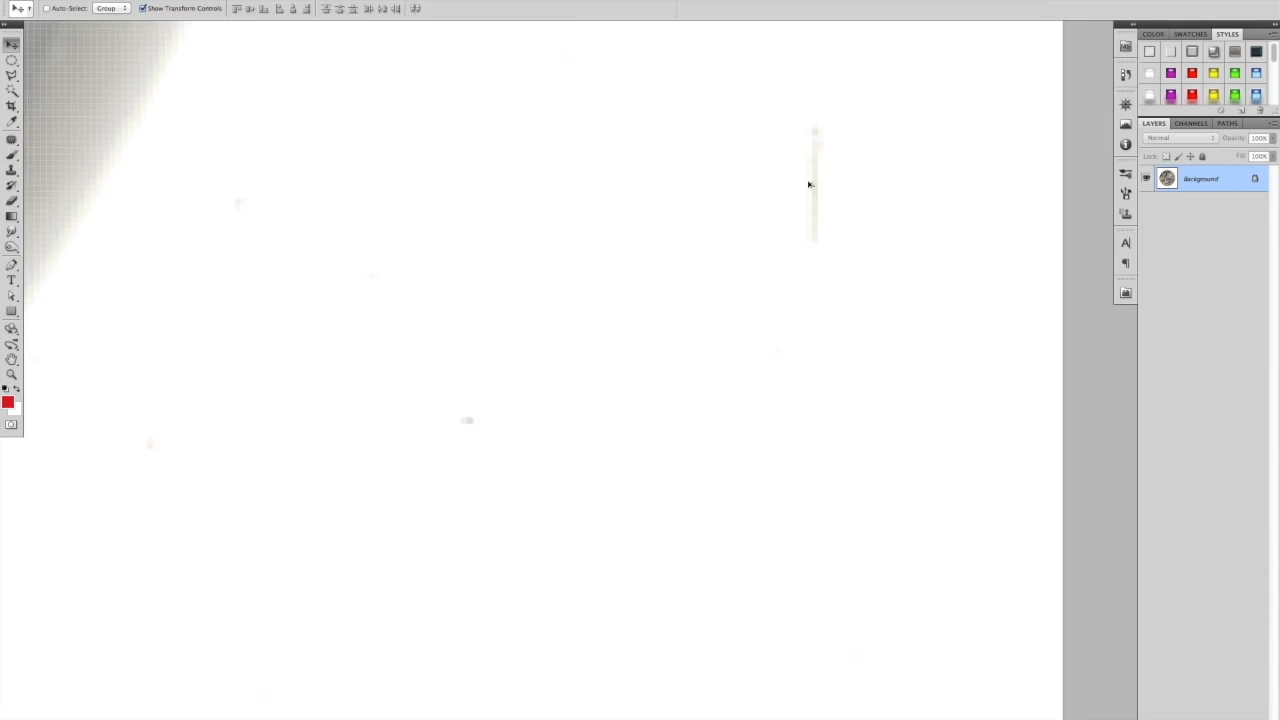 Auto-Select: Group Show Transform Controls
COLOR SWATCHES STYLES
LAYERS CHANNELS PATHS
Normal Opacity: 100%
Lock: Fill: 100%
Background